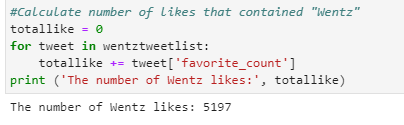 #Calculate number of likes that contained "Wentz"
totallike = 0
for tweet in wentztweetlist:
    totallike += tweet['favorite_count']
print ('The number of Wentz likes:', totallike)
The number of Wentz likes: 5197